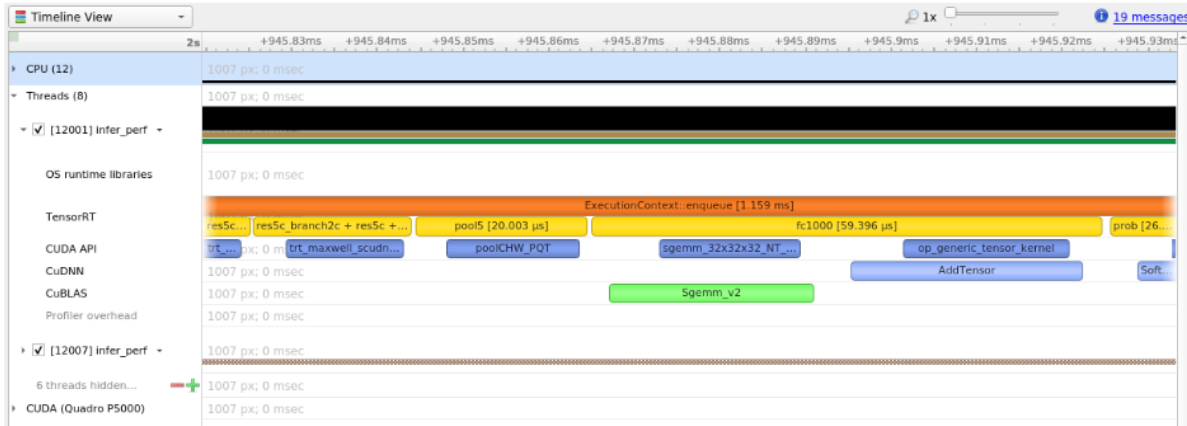 Timeline View 1x 19 messages
2s +945.83ms +945.84ms +945.85ms +945.86ms +945.87ms +945.88ms +945.89ms +945.9ms +945.91ms +945.92ms +945.93ms
CPU (12) 1007 px; 0 msec
Threads (8) 1007 px; 0 msec
[12001] infer_perf
OS runtime libraries 1007 px; 0 msec
ExecutionContext::enqueue [1.159 ms]
TensorRT
res5c... res5c_branch2c + res5c +... pool5 [20.003 µs] fc1000 [59.396 µs] prob [26....
CUDA API trt_... px; 0 m trt_maxwell_scudn... poolCHW_PQT sgemm_32x32x32_NT_... op_generic_tensor_kernel
CuDNN 1007 px; 0 msec AddTensor Soft...
CuBLAS 1007 px; 0 msec Sgemm_v2
Profiler overhead 1007 px; 0 msec
[12007] infer_perf 1007 px; 0 msec
6 threads hidden... 1007 px; 0 msec
CUDA (Quadro P5000) 1007 px; 0 msec